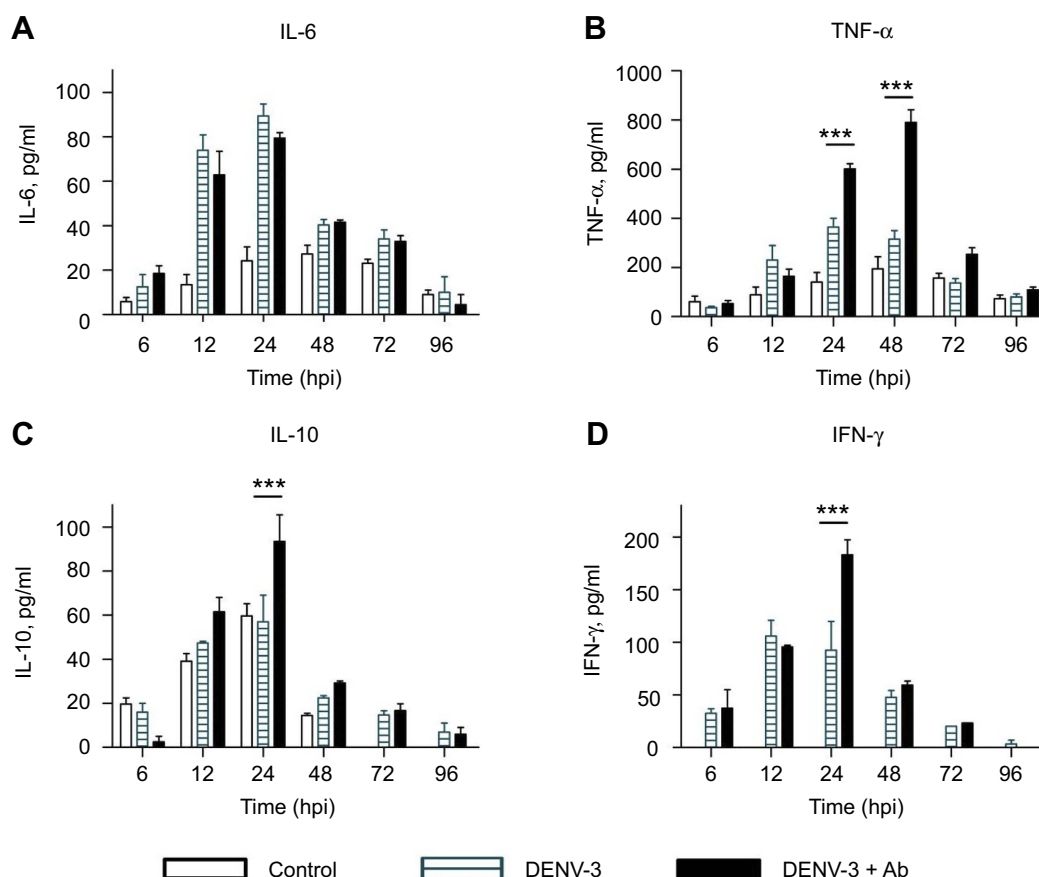 A
IL-6
IL-6, pg/ml
100
80
60
40
20
0
6 12 24 48 72 96
Time (hpi)
B
TNF-α
TNF-α, pg/ml
1000
800
600
400
200
0
***
***
6 12 24 48 72 96
Time (hpi)
C
IL-10
IL-10, pg/ml
100
80
60
40
20
0
***
6 12 24 48 72 96
Time (hpi)
D
IFN-γ
IFN-γ, pg/ml
200
150
100
50
0
***
6 12 24 48 72 96
Time (hpi)
Control DENV-3 DENV-3 + Ab